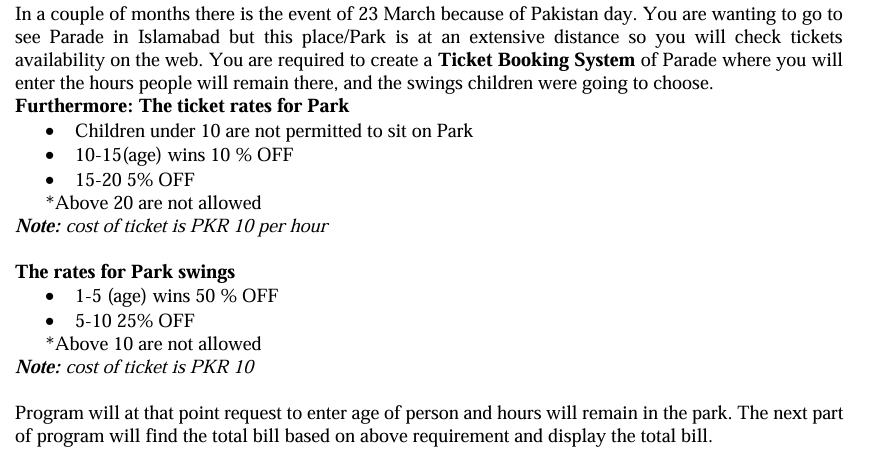 In a couple of months there is the event of 23 March because of Pakistan day. You are wanting to go to
see Parade in Islamabad but this place/Park is at an extensive distance so you will check tickets
availability on the web. You are required to create a Ticket Booking System of Parade where you will
enter the hours people will remain there, and the swings children were going to choose.
Furthermore: The ticket rates for Park
• Children under 10 are not permitted to sit on Park
• 10-15(age) wins 10 % OFF
• 15-20 5% OFF
*Above 20 are not allowed
Note: cost of ticket is PKR 10 per hour
The rates for Park swings
• 1-5 (age) wins 50 % OFF
• 5-10 25% OFF
*Above 10 are not allowed
Note: cost of ticket is PKR 10
Program will at that point request to enter age of person and hours will remain in the park. The next part
of program will find the total bill based on above requirement and display the total bill.